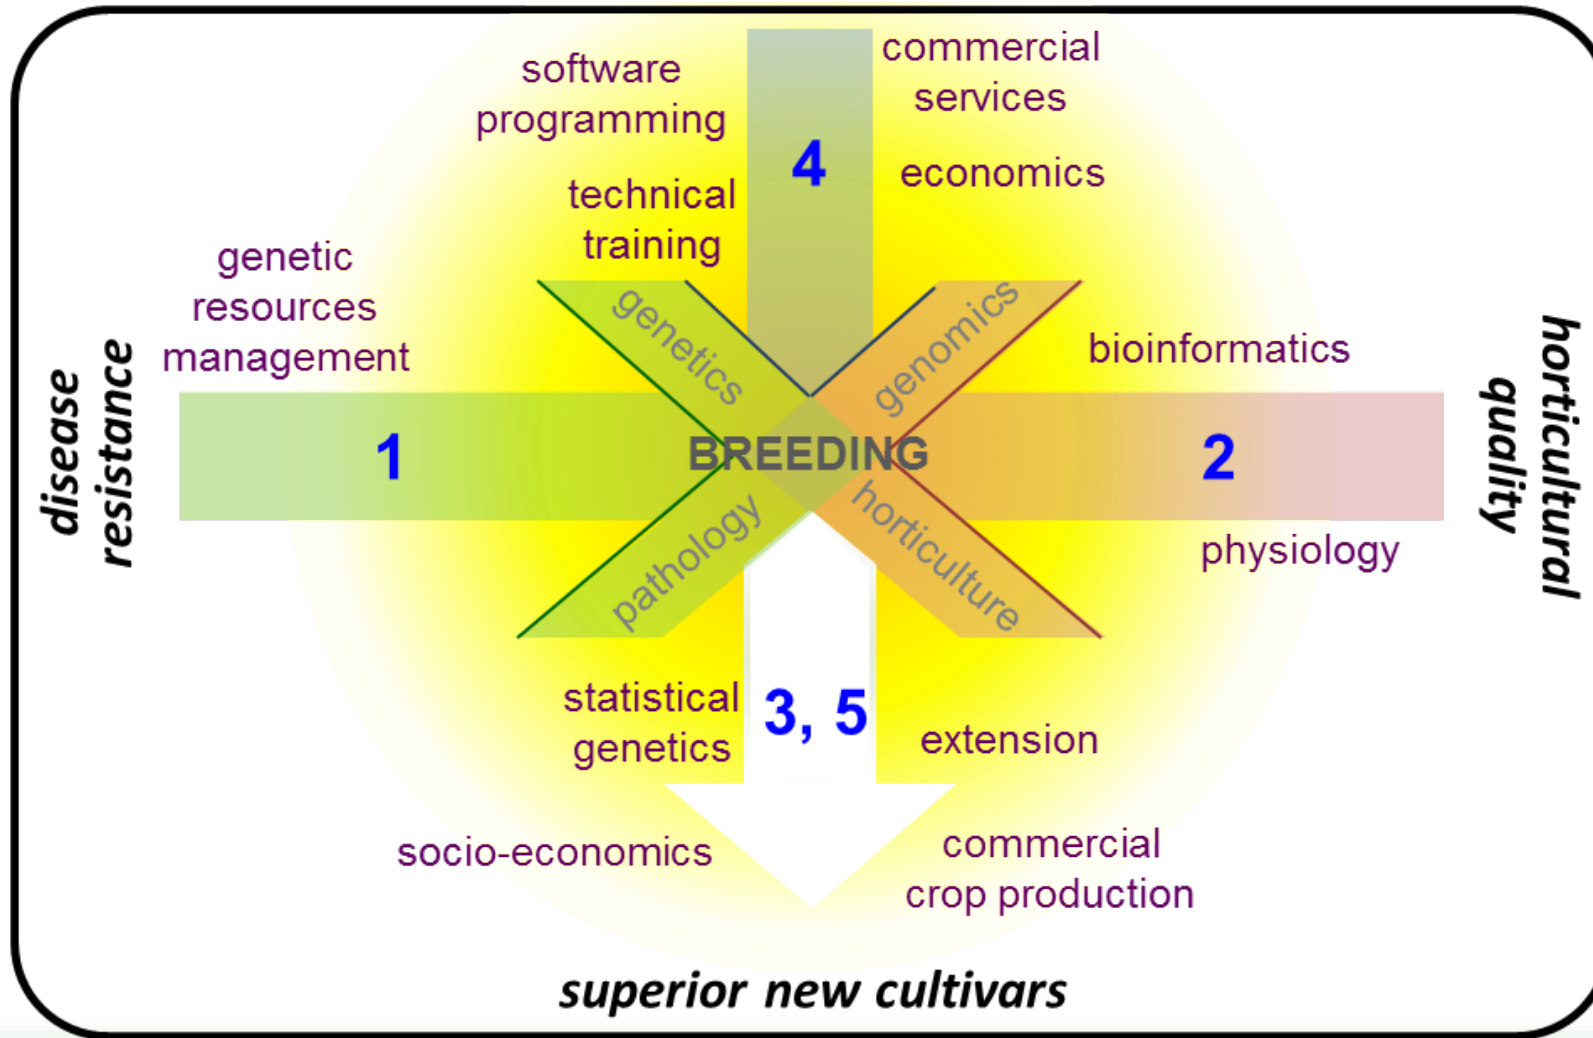 software
programming
commercial
services
4
economics
technical
training
genetic
resources
management
genetics
genomics
bioinformatics
disease
resistance
1
BREEDING
2
horticultural
quality
pathology
horticulture
physiology
statistical
genetics
3, 5
extension
socio-economics
commercial
crop production
superior new cultivars